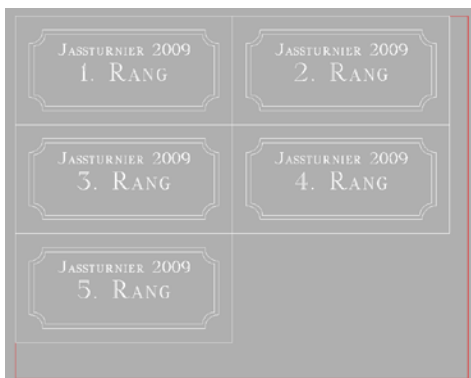 Jassturnier 2009
1. Rang
Jassturnier 2009
2. Rang
Jassturnier 2009
3. Rang
Jassturnier 2009
4. Rang
Jassturnier 2009
5. Rang